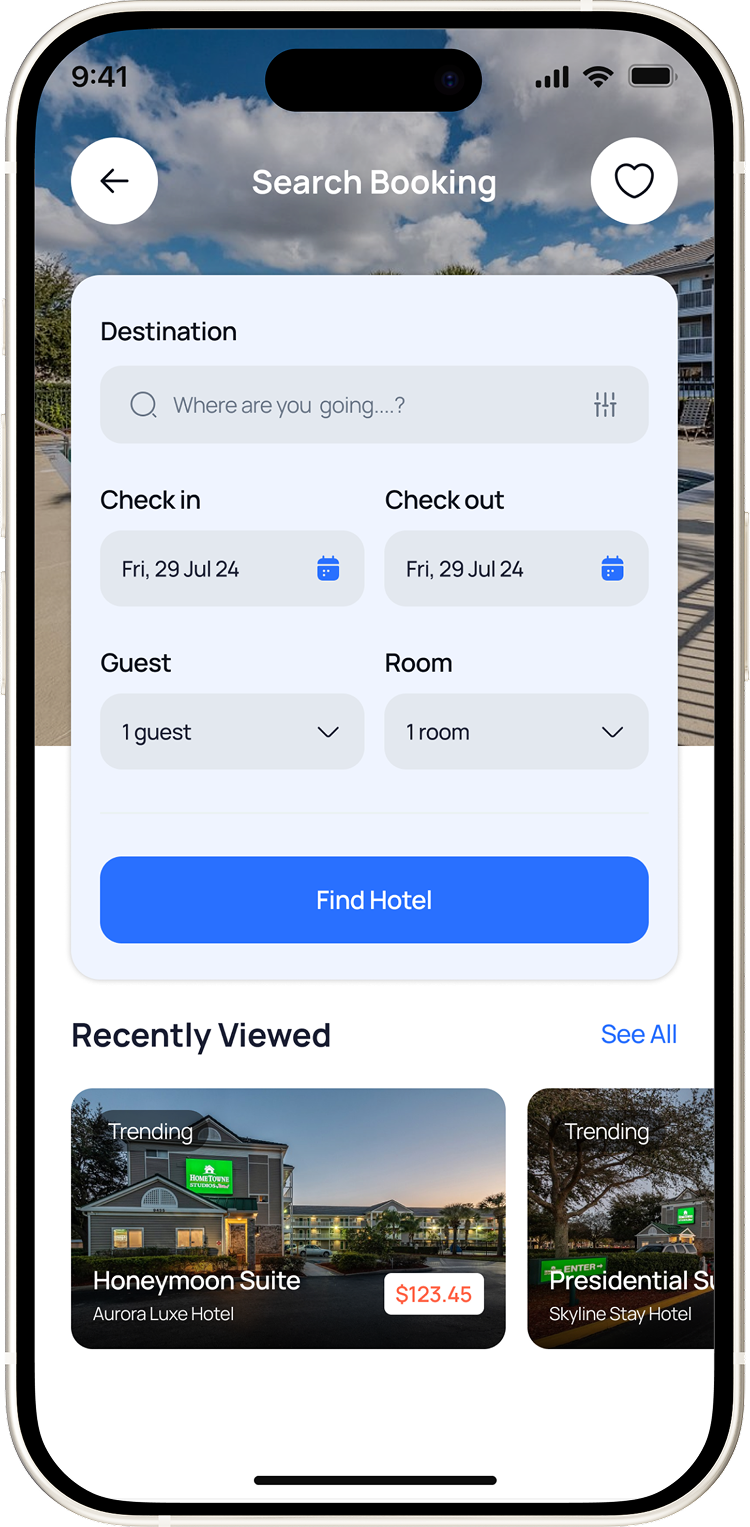 9:41
Search Booking
Destination
Where are you going....?
Check in
Check out
Fri, 29 Jul 24
Fri, 29 Jul 24
Guest
Room
1 guest
1 room
Find Hotel
Recently Viewed
See All
Trending
HOMETOWNE
STUDIOS
Honeymoon Suite
Aurora Luxe Hotel
$123.45
Trending
ENTER
Presidential Su
Skyline Stay Hotel